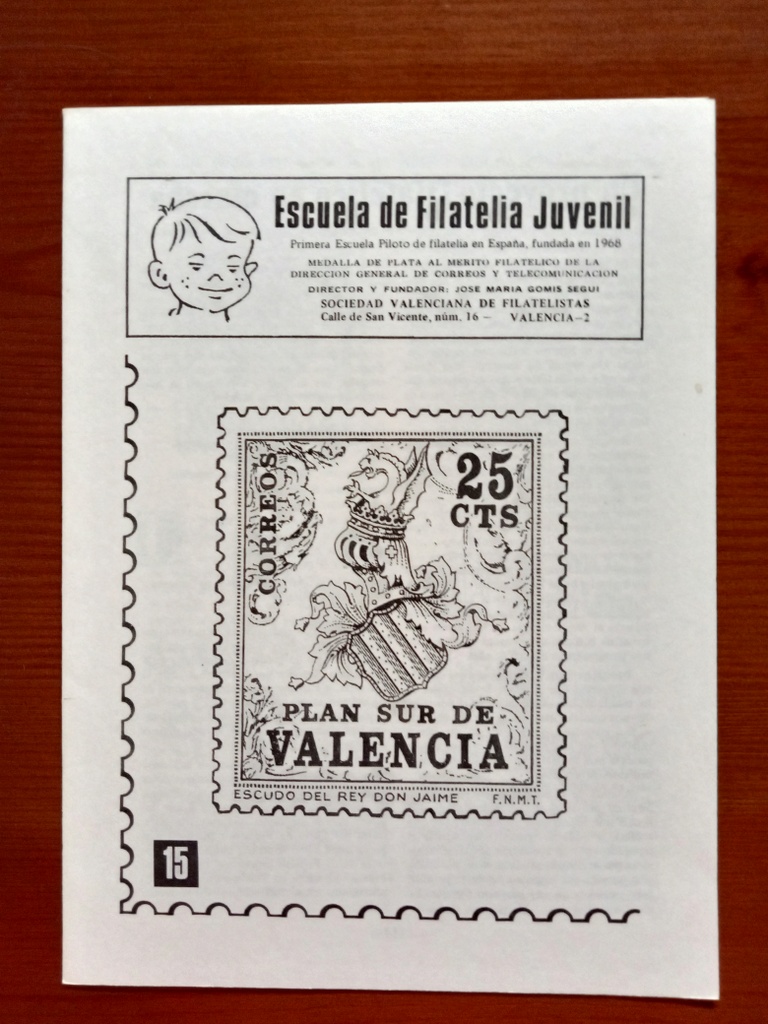 Escuela de Filatelia Juvenil
Primera Escuela Piloto de filatelia en España, fundada en 1968
MEDALLA DE PLATA AL MERITO FILATELICO DE LA
DIRECCION GENERAL DE CORREOS Y TELECOMUNICACION
DIRECTOR Y FUNDADOR: JOSE MARIA GOMIS SEGUI
SOCIEDAD VALENCIANA DE FILATELISTAS
Calle de San Vicente, núm. 16 – VALENCIA–2
CORREOS
25
CTS
PLAN SUR DE
VALENCIA
ESCUDO DEL REY DON JAIME F.N.M.T.
15